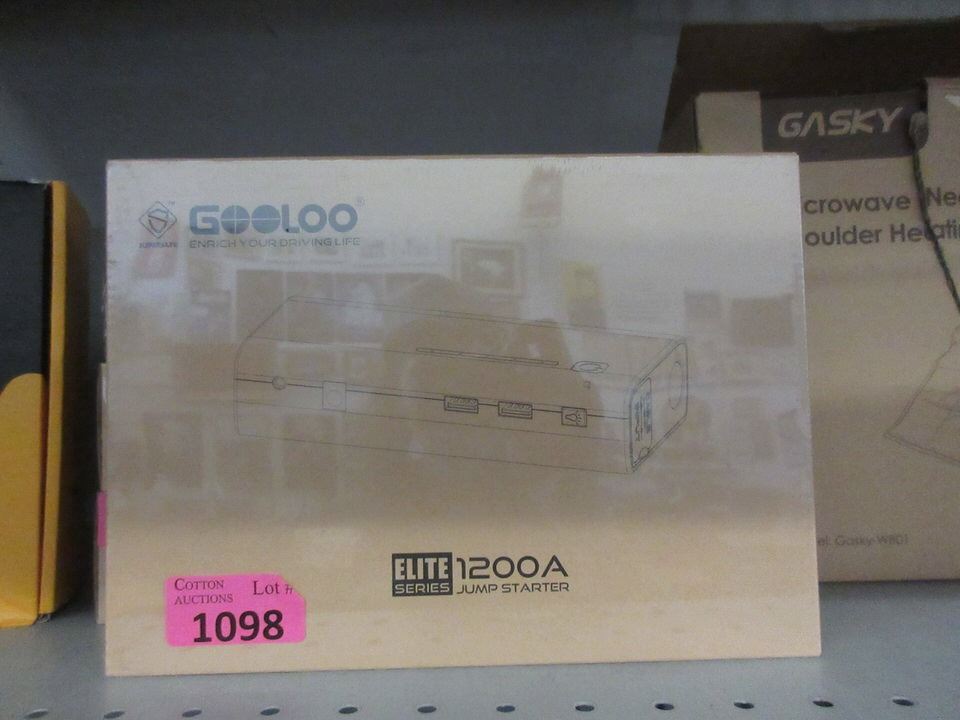 GOOLOO®
ENRICH YOUR DRIVING LIFE
ELITE SERIES
1200A
JUMP STARTER
COTTON AUCTIONS
Lot #
1098
GASKY
crowave Ne
oulder Heati
el: Gasky-W801